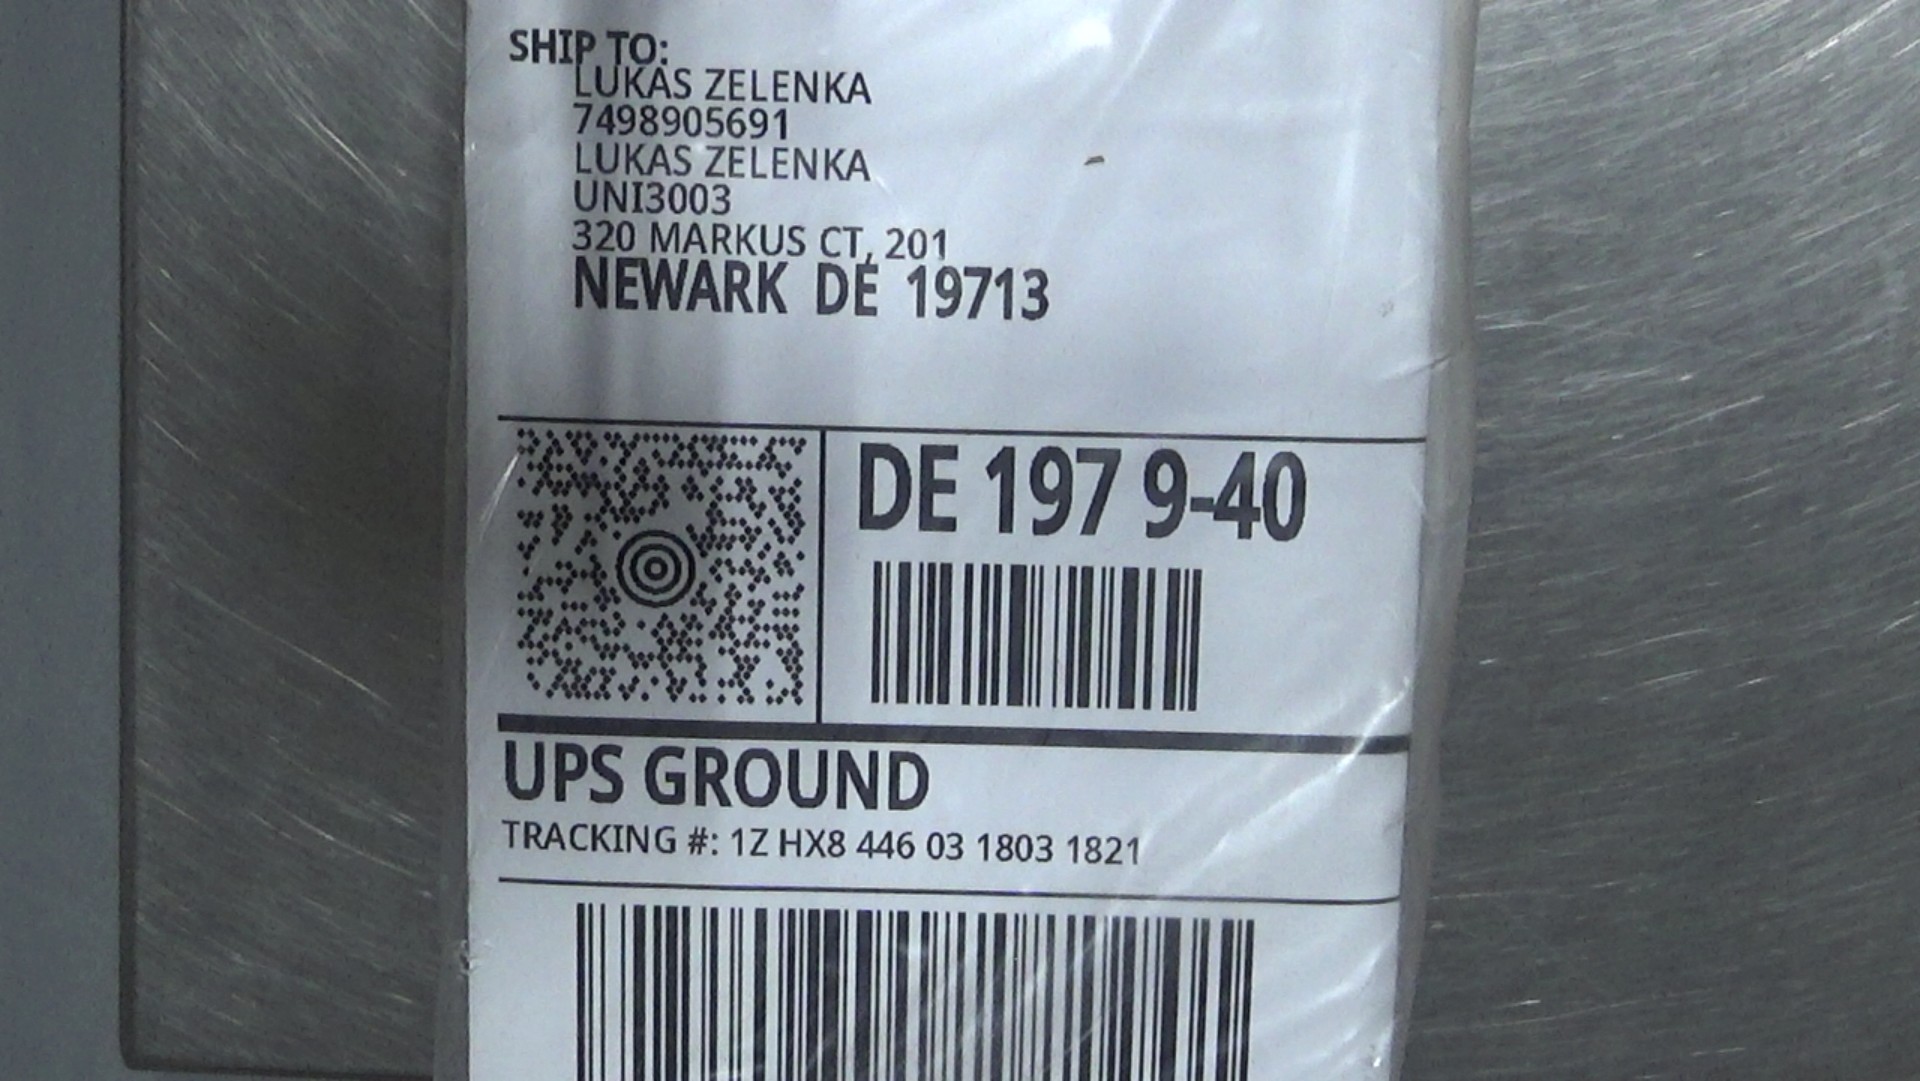 SHIP TO:
LUKAS ZELENKA
7498905691
LUKAS ZELENKA
UNI3003
320 MARKUS CT, 201
NEWARK DE 19713
DE 197 9-40
UPS GROUND
TRACKING #: 1Z HX8 446 03 1803 1821